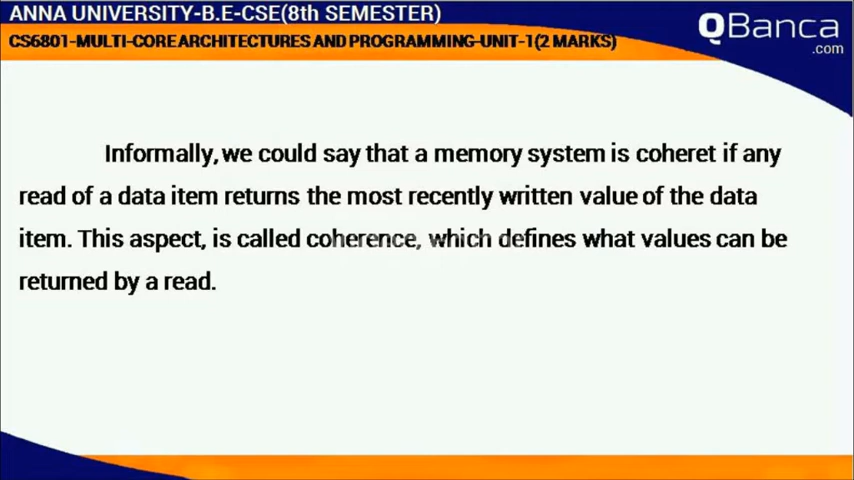 ANNA UNIVERSITY-B.E-CSE(8th SEMESTER)
QBanca
.com
CS6801-MULTI-CORE ARCHITECTURES AND PROGRAMMING-UNIT-1(2 MARKS)
Informally, we could say that a memory system is coheret if any
read of a data item returns the most recently written value of the data
item. This aspect, is called coherence, which defines what values can be
returned by a read.